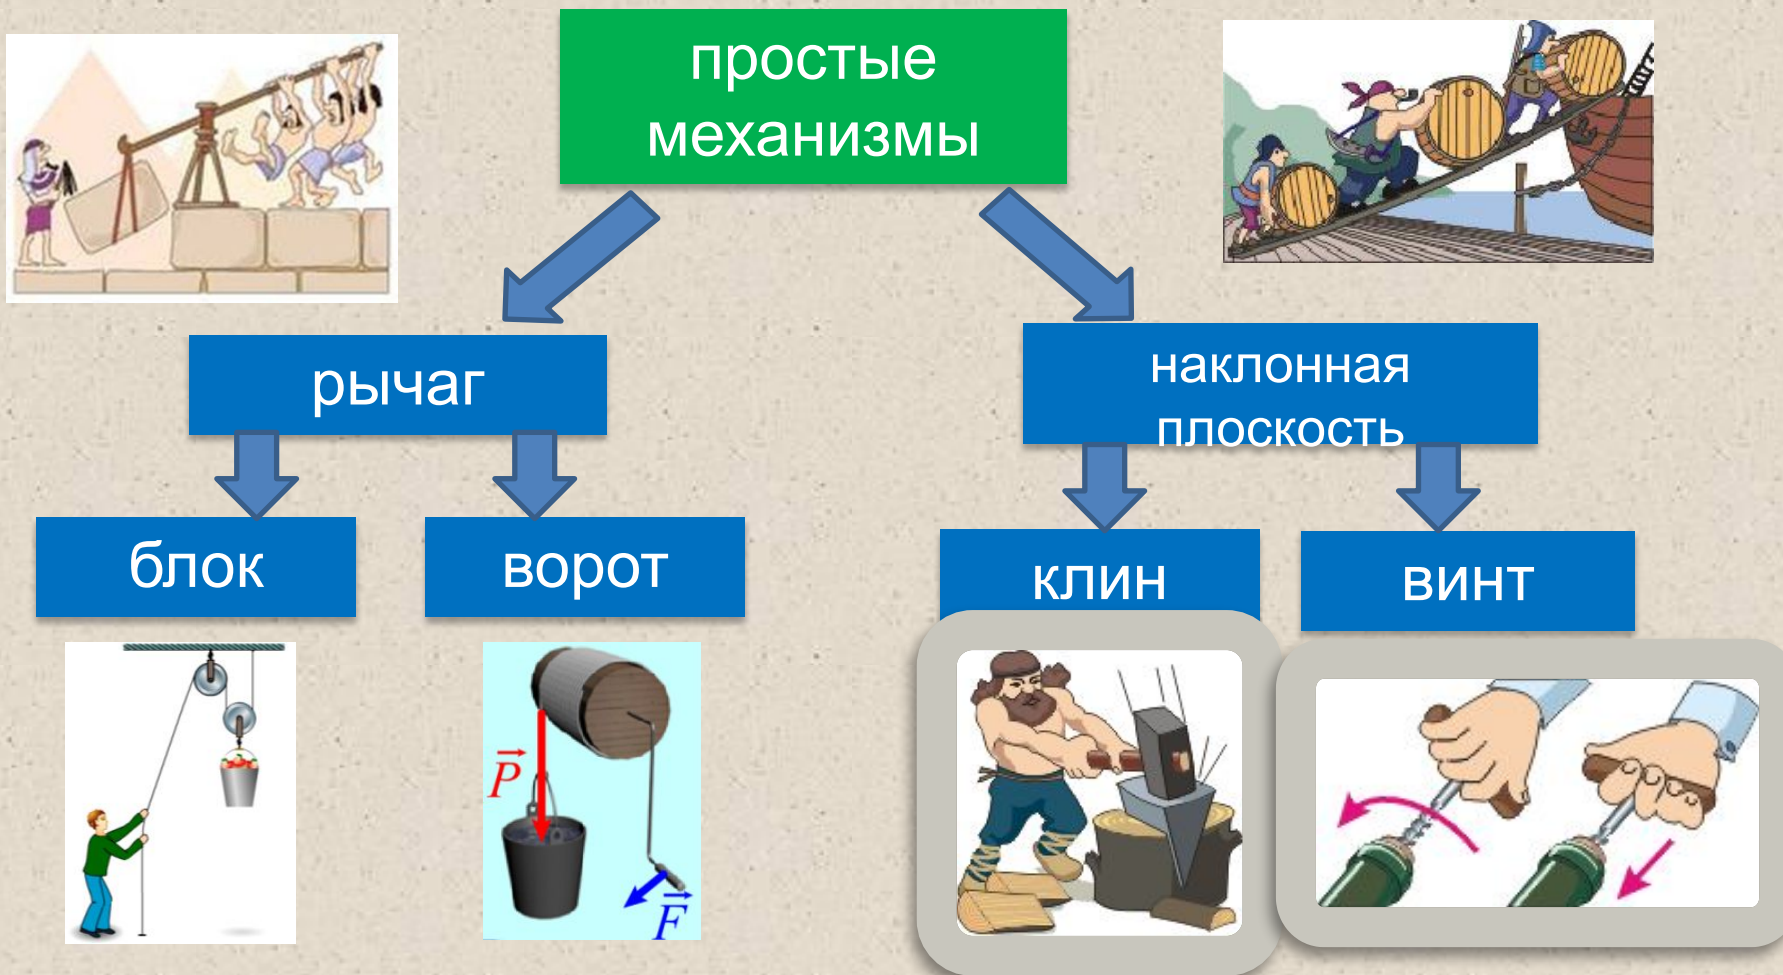 простые
механизмы
рычаг
наклонная
плоскость
блок
ворот
клин
винт
P
F